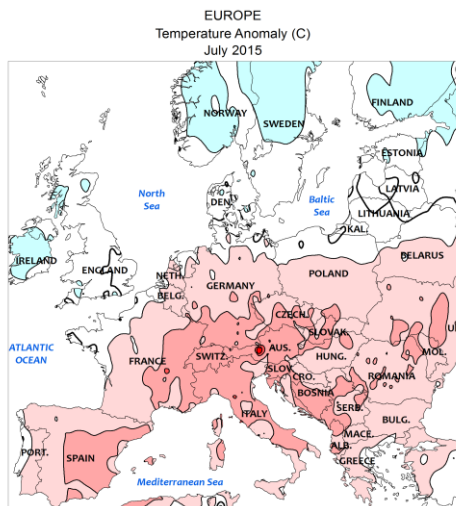 EUROPE
Temperature Anomaly (C)
July 2015
NORWAY
FINLAND
SWEDEN
ESTONIA
North
Sea
LATVIA
DEN.
Baltic
Sea
LITHUANIA
KAL.
IRELAND
ENGLAND
BELARUS
NETH.
POLAND
GERMANY
BELG.
CZECH.
SLOVAK.
ATLANTIC
OCEAN
FRANCE
SWITZ.
AUS.
HUNG.
MOL.
SLOV.
CRO.
ROMANIA
BOSNIA
ITALY
SERB.
BULG.
PORT.
SPAIN
MACE.
ALB.
GREECE
Mediterranean Sea